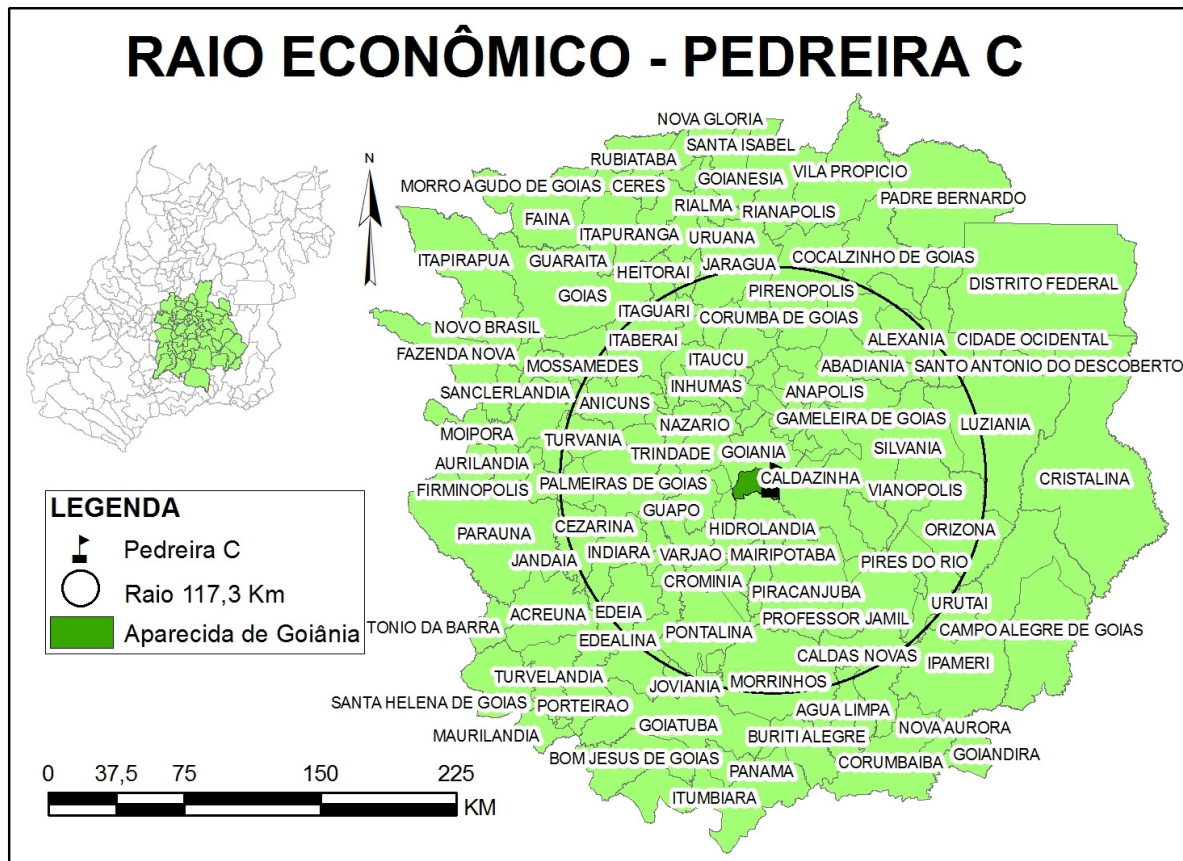 RAIO ECONÔMICO - PEDREIRA C
NOVA GLORIA
SANTA ISABEL
RUBIATABA
VILA PROPICIO
MORRO AGUDO DE GOIAS
CERES
GOIANESIA
PADRE BERNARDO
FAINA
RIALMA
RIANAPOLIS
ITAPURANGA
URUANA
ITAPIRAPUA
GUARAITA
HEITORAI
JARAGUA
COCALZINHO DE GOIAS
DISTRITO FEDERAL
GOIAS
PIRENOPOLIS
ITAGUARI
CORUMBA DE GOIAS
NOVO BRASIL
ITABERAI
ALEXANIA
CIDADE OCIDENTAL
FAZENDA NOVA
MOSSAMEDES
ITAUCU
ABADIANIA
SANTO ANTONIO DO DESCOBERTO
SANCLERLANDIA
ANICUNS
INHUMAS
ANAPOLIS
NAZARIO
GAMELEIRA DE GOIAS
LUZIANIA
MOIPORA
TURVANIA
TRINDADE
GOIANIA
SILVANIA
AURILANDIA
FIRMINOPOLIS
PALMEIRAS DE GOIAS
CALDAZINHA
VIANOPOLIS
CRISTALINA
GUAPO
PARAUNA
CEZARINA
HIDROLANDIA
ORIZONA
JANDAIA
INDIARA
VARJAO
MAIRIPOTABA
PIRES DO RIO
CROMINIA
PIRACANJUBA
URUTAI
TONIO DA BARRA
ACREUNA
EDEIA
PROFESSOR JAMIL
CAMPO ALEGRE DE GOIAS
EDEALINA
PONTALINA
CALDAS NOVAS
IPAMERI
TURVELANDIA
JOVIANIA
MORRINHOS
SANTA HELENA DE GOIAS
PORTEIRAO
AGUA LIMPA
MAURILANDIA
GOIATUBA
BURITI ALEGRE
NOVA AURORA
BOM JESUS DE GOIAS
PANAMA
CORUMBAIBA
GOIANDIRA
ITUMBIARA
N
LEGENDA
Pedreira C
Raio 117,3 Km
Aparecida de Goiânia
0 37,5 75 150 225
KM